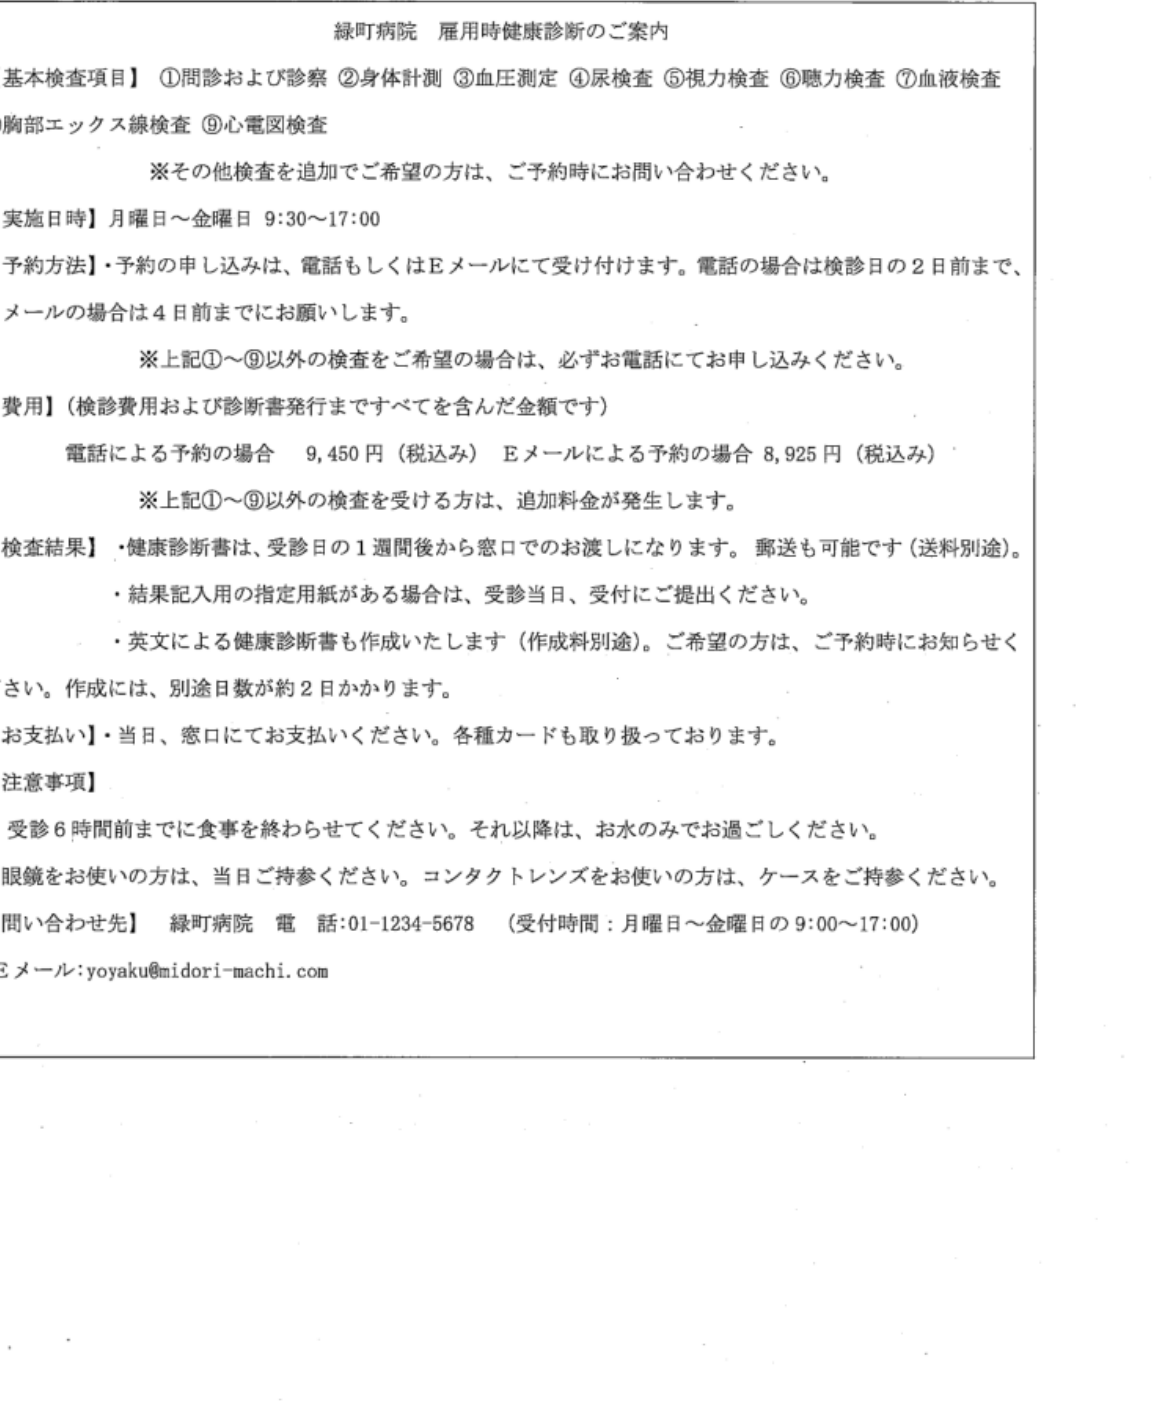 緑町病院　雇用時健康診断のご案内
基本検査項目】 ①問診および診察 ②身体計測 ③血圧測定 ④尿検査 ⑤視力検査 ⑥聴力検査 ⑦血液検査
胸部エックス線検査 ⑨心電図検査
※その他検査を追加でご希望の方は、ご予約時にお問い合わせください。
実施日時】月曜日～金曜日 9:30～17:00
予約方法】・予約の申し込みは、電話もしくはＥメールにて受け付けます。電話の場合は検診日の２日前まで、
メールの場合は４日前までにお願いします。
※上記①～⑨以外の検査をご希望の場合は、必ずお電話にてお申し込みください。
費用】（検診費用および診断書発行まですべてを含んだ金額です）
電話による予約の場合　9,450 円（税込み）　Ｅメールによる予約の場合 8,925 円（税込み）
※上記①～⑨以外の検査を受ける方は、追加料金が発生します。
検査結果】 ・健康診断書は、受診日の１週間後から窓口でのお渡しになります。 郵送も可能です（送料別途）。
・結果記入用の指定用紙がある場合は、受診当日、受付にご提出ください。
・英文による健康診断書も作成いたします（作成料別途）。ご希望の方は、ご予約時にお知らせく
さい。作成には、別途日数が約２日かかります。
お支払い】・当日、窓口にてお支払いください。各種カードも取り扱っております。
注意事項】
受診６時間前までに食事を終わらせてください。それ以降は、お水のみでお過ごしください。
眼鏡をお使いの方は、当日ご持参ください。コンタクトレンズをお使いの方は、ケースをご持参ください。
問い合わせ先】　緑町病院　電　話:01-1234-5678　（受付時間：月曜日～金曜日の 9:00～17:00）
Ｅメール:yoyaku@midori-machi.com